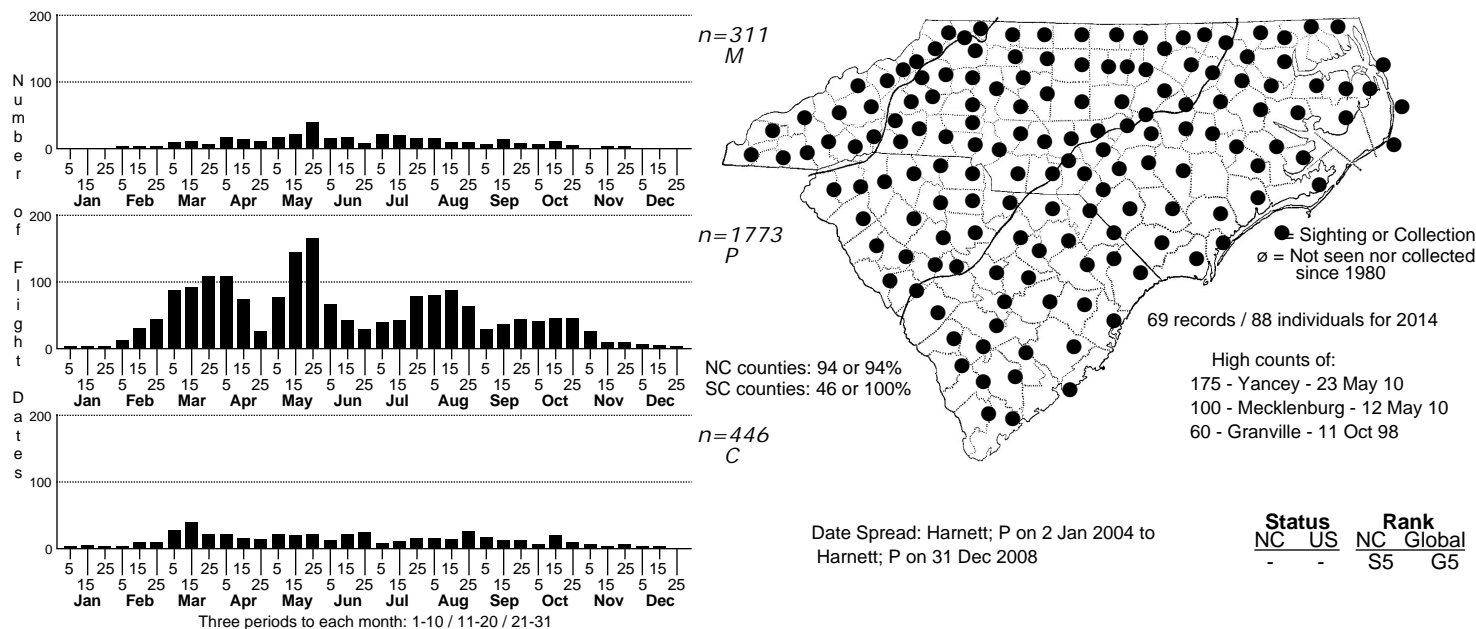 Number of Flight Dates
200
100
0
5 15 25 5 15 25 5 15 25 5 15 25 5 15 25 5 15 25 5 15 25 5 15 25 5 15 25 5 15 25 5 15 25 5 15 25
Jan Feb Mar Apr May Jun Jul Aug Sep Oct Nov Dec
n=311
M
200
100
0
5 15 25 5 15 25 5 15 25 5 15 25 5 15 25 5 15 25 5 15 25 5 15 25 5 15 25 5 15 25 5 15 25 5 15 25
Jan Feb Mar Apr May Jun Jul Aug Sep Oct Nov Dec
n=1773
P
200
100
0
5 15 25 5 15 25 5 15 25 5 15 25 5 15 25 5 15 25 5 15 25 5 15 25 5 15 25 5 15 25 5 15 25 5 15 25
Jan Feb Mar Apr May Jun Jul Aug Sep Oct Nov Dec
n=446
C
Three periods to each month: 1-10 / 11-20 / 21-31
NC counties: 94 or 94%
SC counties: 46 or 100%
= Sighting or Collection
ø = Not seen nor collected
since 1980
69 records / 88 individuals for 2014
High counts of:
175 - Yancey - 23 May 10
100 - Mecklenburg - 12 May 10
60 - Granville - 11 Oct 98
Date Spread: Harnett; P on 2 Jan 2004 to
Harnett; P on 31 Dec 2008
Status Rank
NC US NC Global
- - S5 G5